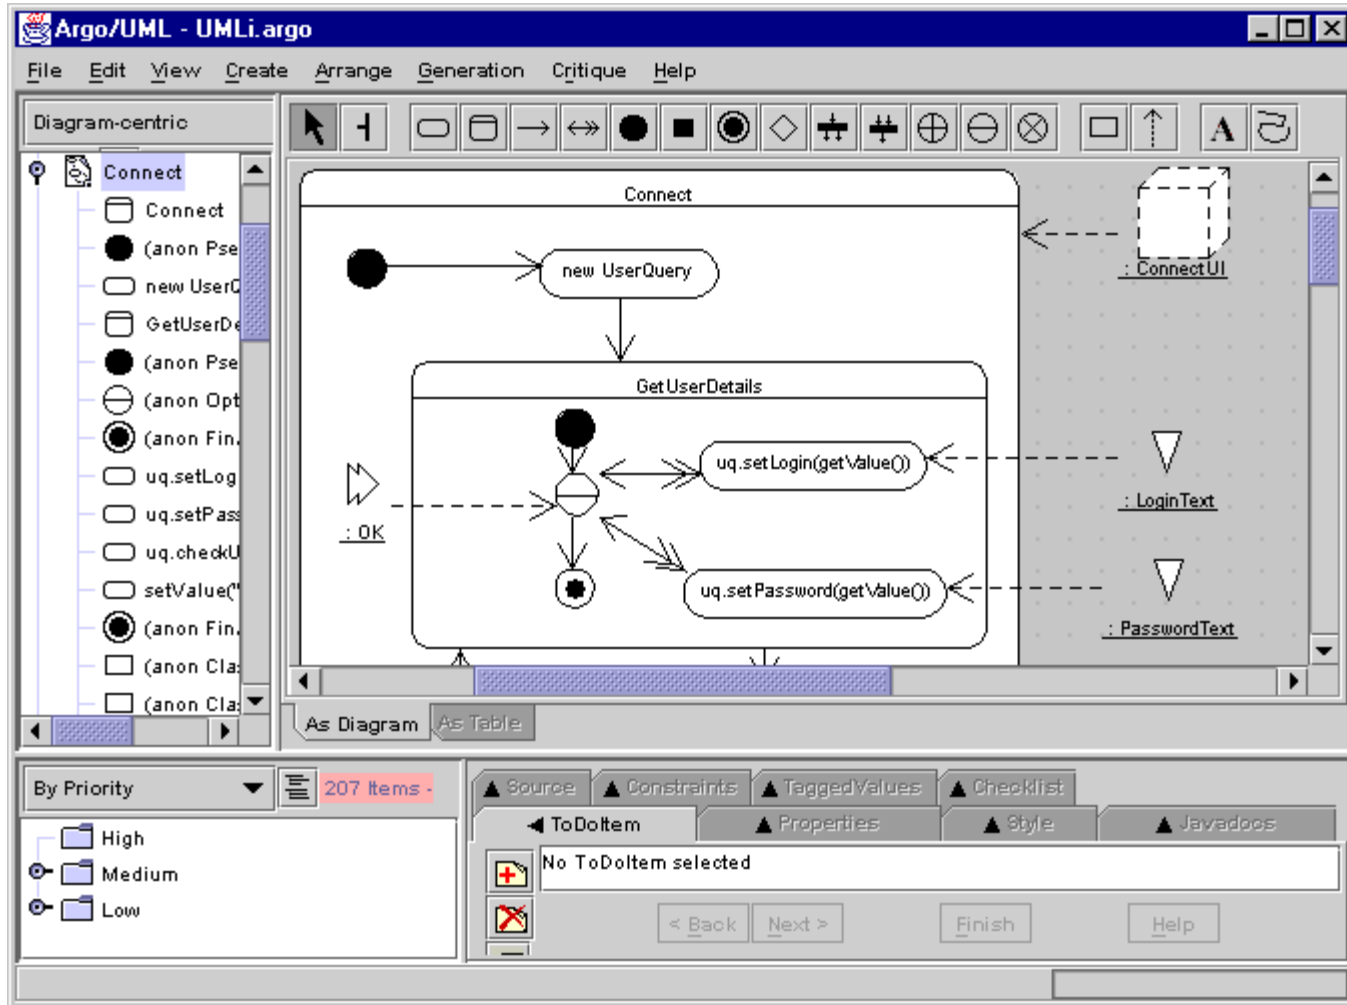 Argo/UML - UMLi.argo
File Edit View Create Arrange Generation Critique Help
Diagram-centric
Connect
Connect
(anon Pse
new UserQ
GetUserDe
(anon Pse
(anon Opt
(anon Fin.
uq.setLog
uq.setPass
uq.checkU
setValue("
(anon Fin.
(anon Cla
(anon Cla
A
Connect
new UserQuery
GetUserDetails
uq.setLogin(getValue())
uq.setPassword(getValue())
: OK
: ConnectUI
: LoginText
: PasswordText
As Diagram As Table
By Priority
207 Items -
High
Medium
Low
Source Constraints TaggedValues Checklist
ToDoItem Properties Style Javadocs
No ToDoItem selected
< Back Next > Finish Help